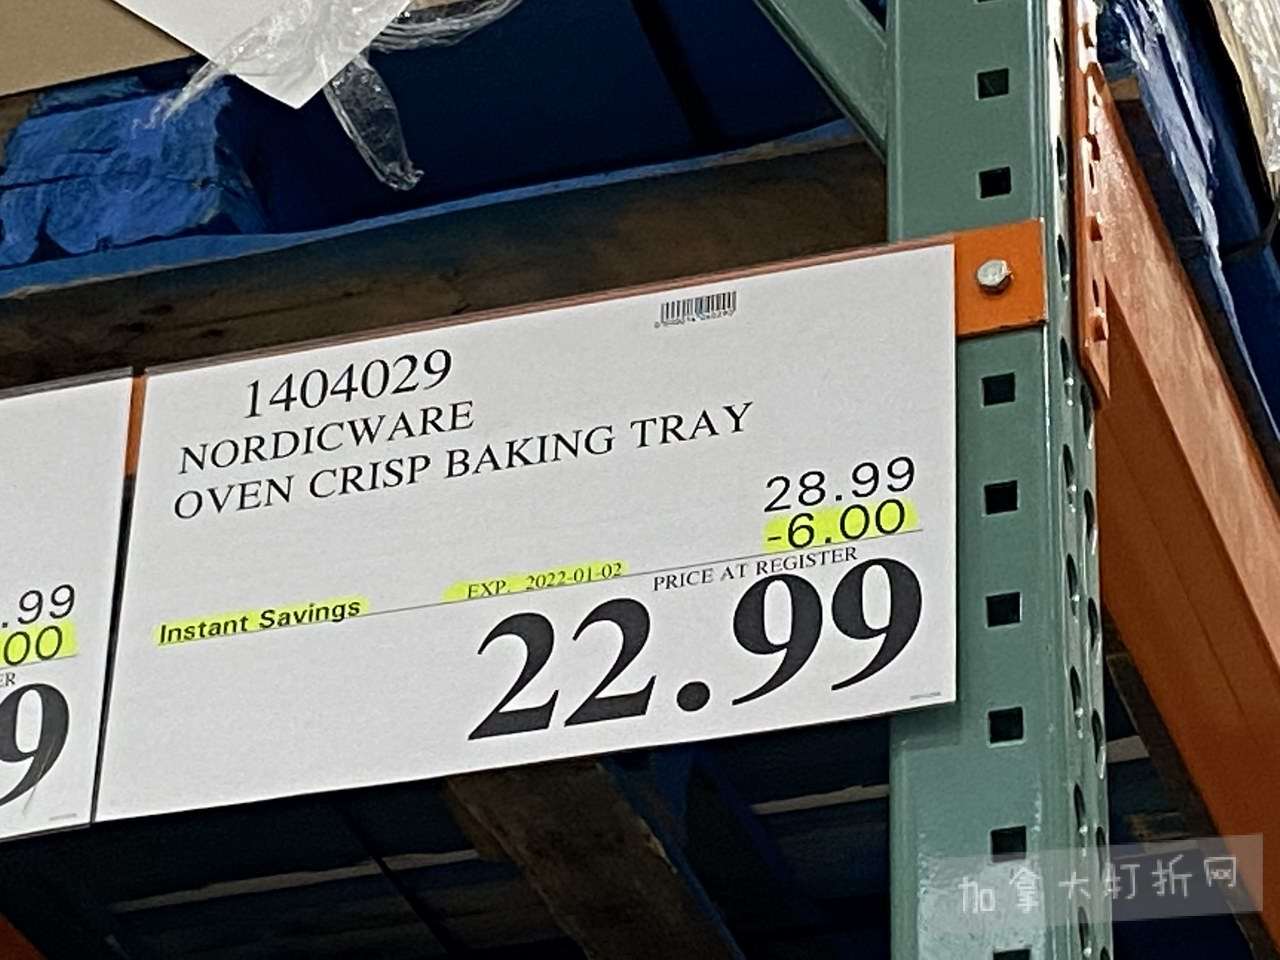 1404029
NORDICWARE
OVEN CRISP BAKING TRAY
28.99
-6.00
EXP. 2022-01-02
PRICE AT REGISTER
Instant Savings
22.99
.99
00
ER
9
加拿大打折网